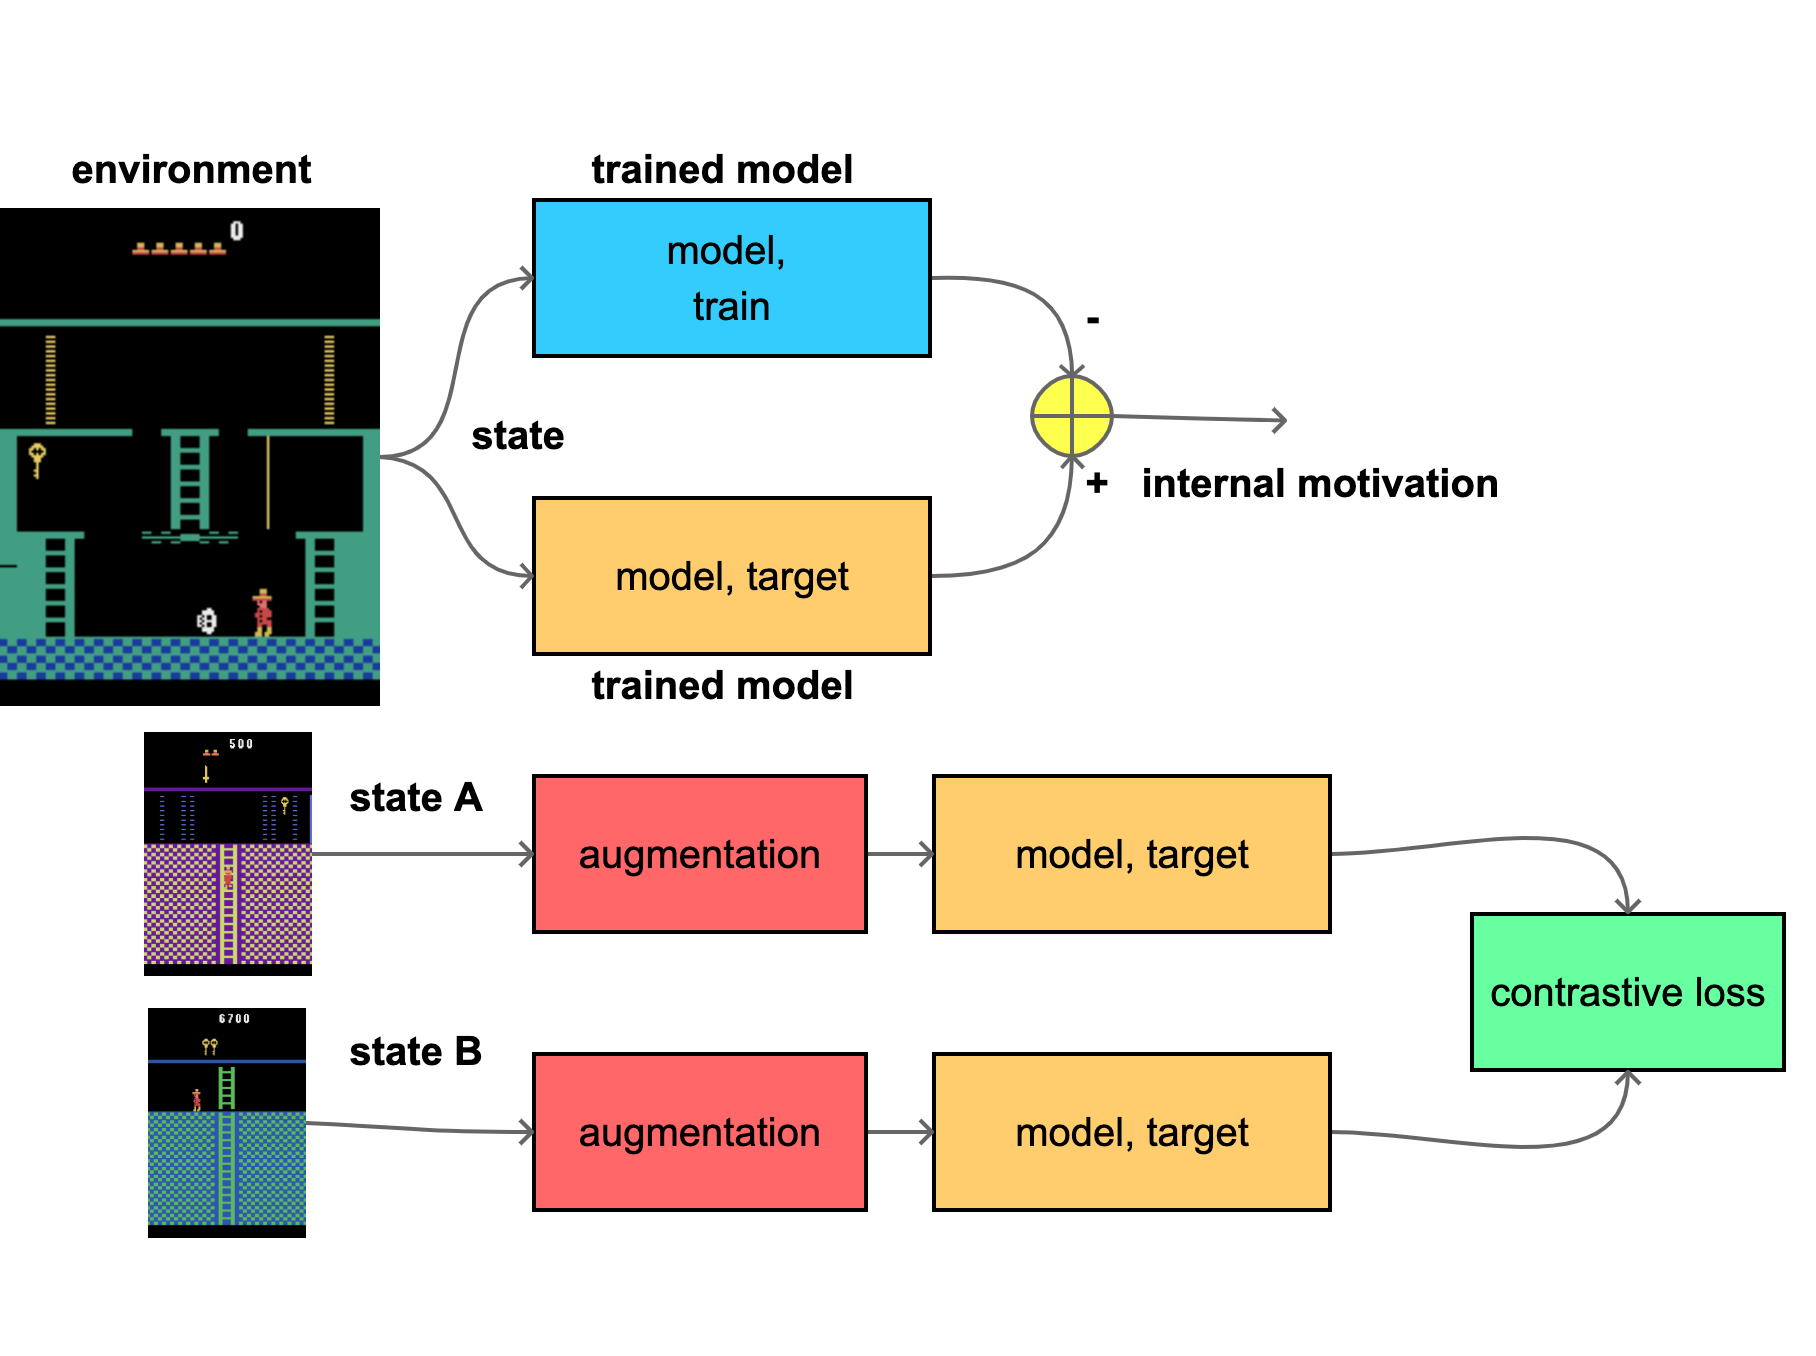 environment
trained model
0
model,
train
-
state
+ internal motivation
model, target
trained model
500
state A
augmentation
model, target
contrastive loss
6700
state B
augmentation
model, target